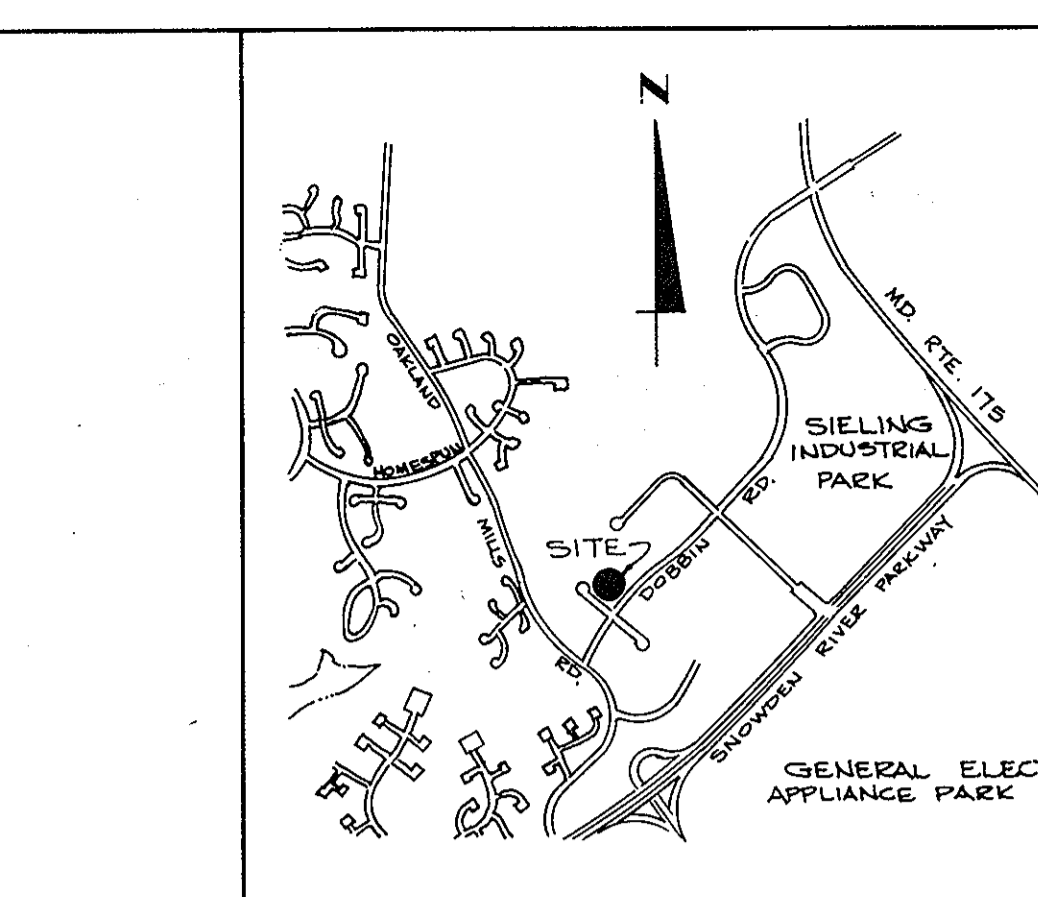 N
OAKLAND
MILLS
RD.
HOMESPUN
MD. RTE. 175
SIELING
INDUSTRIAL
PARK
SITE
DOBBIN
RD.
SNOWDEN RIVER PARKWAY
GENERAL ELEC
APPLIANCE PARK